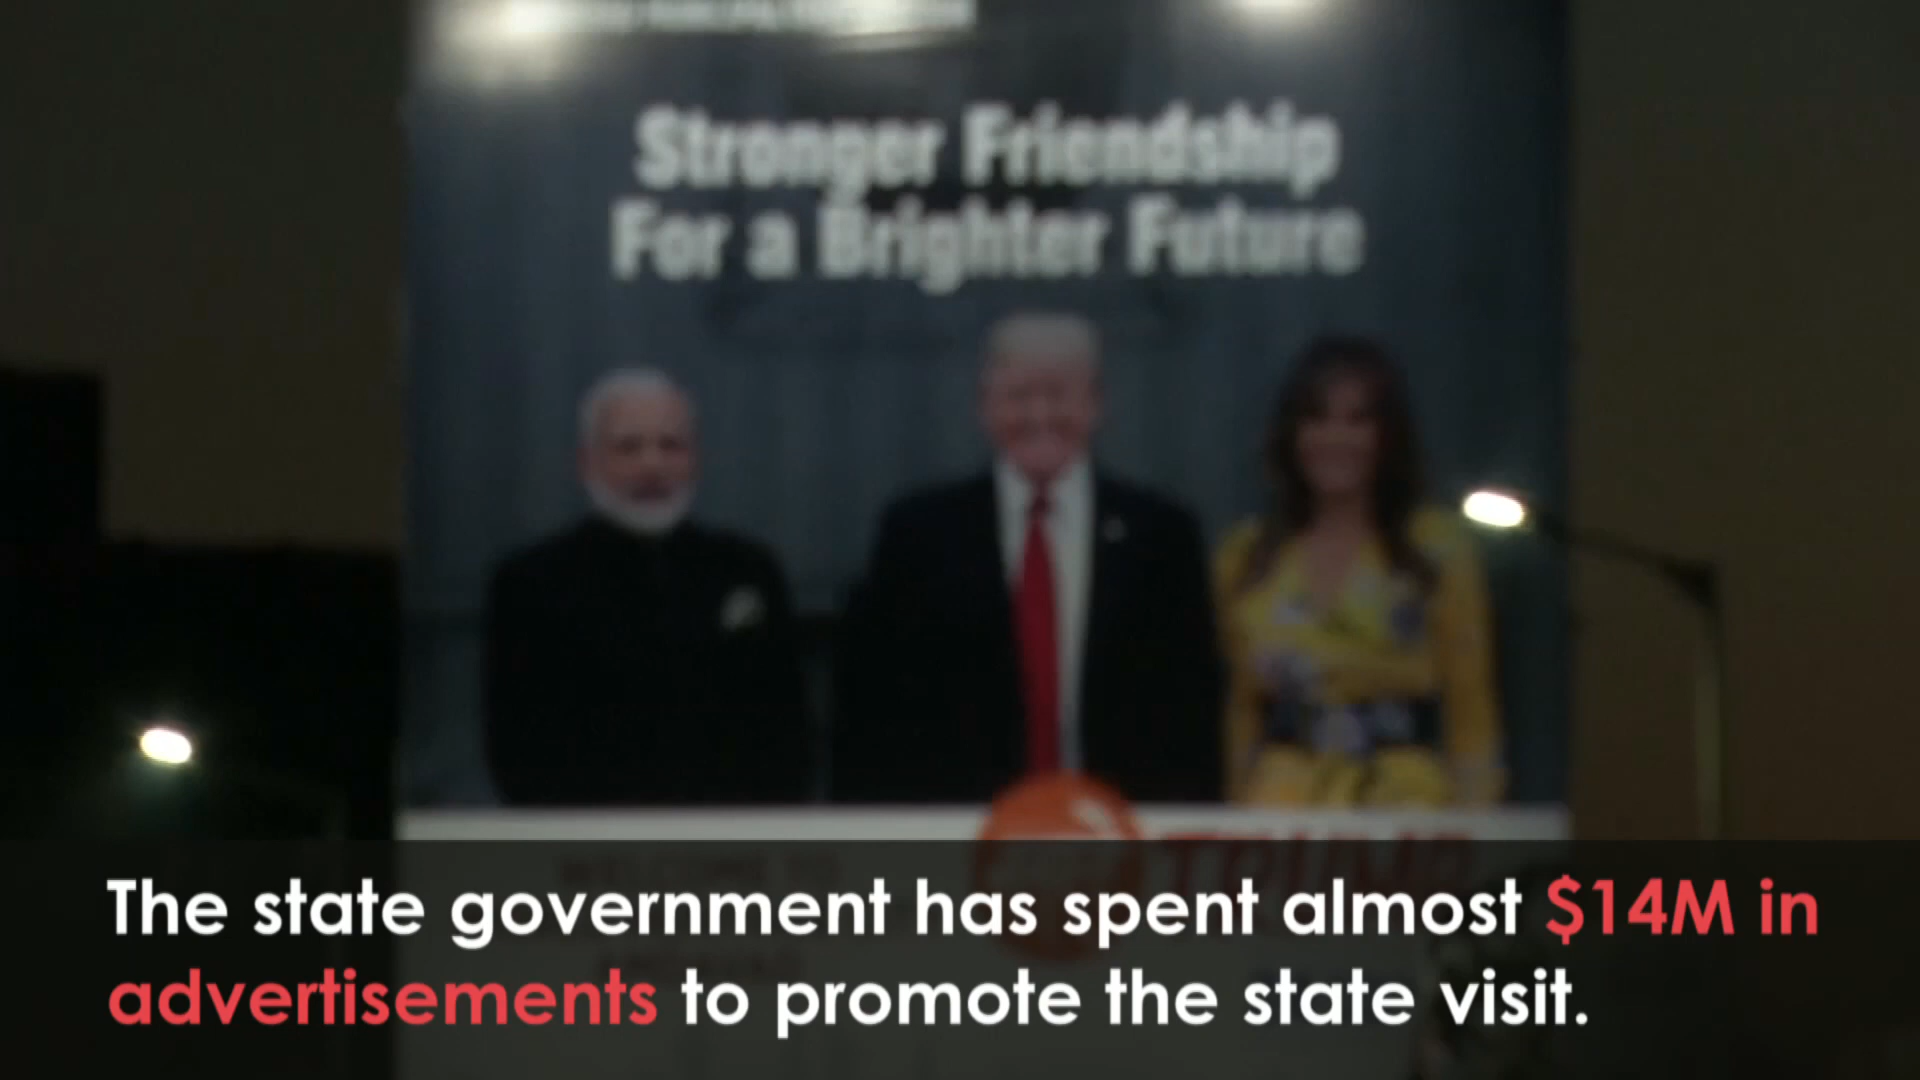 Stronger Friendship
For a Brighter Future
TRUMP
The state government has spent almost $14M in
advertisements to promote the state visit.